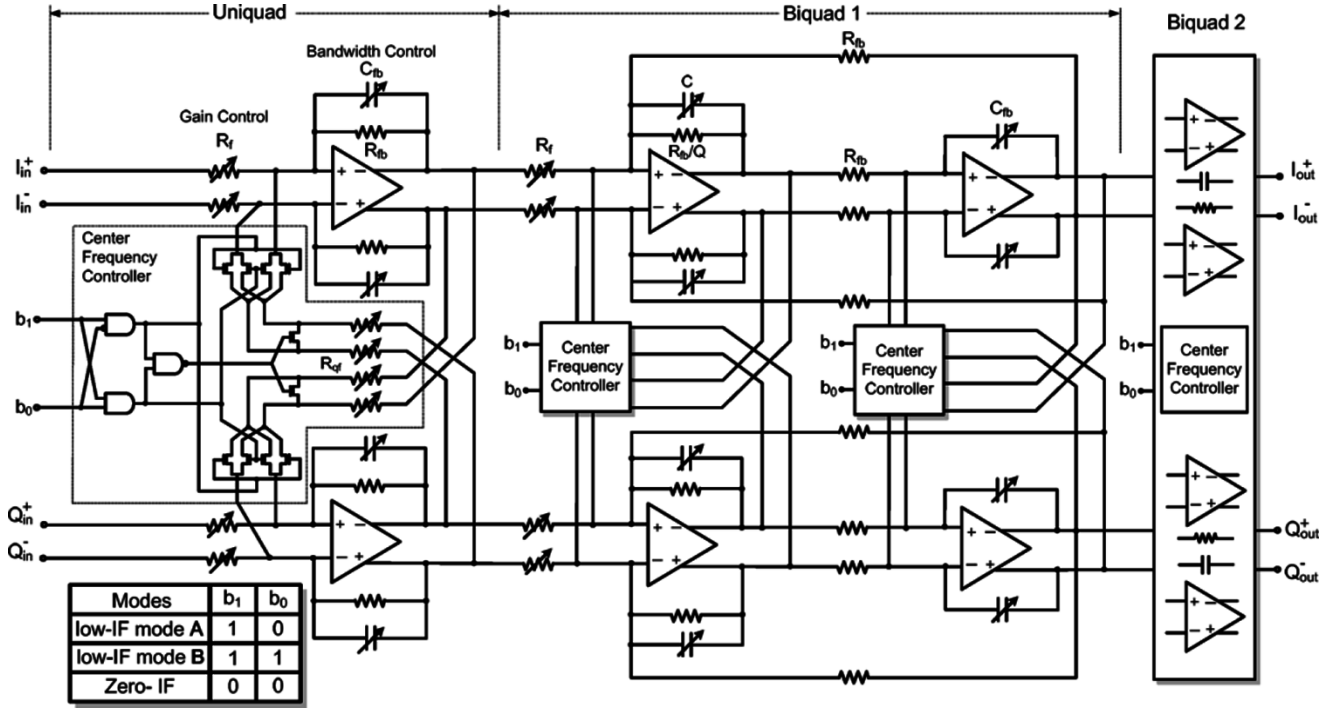 Uniquad
Biquad 1
Biquad 2
Bandwidth Control
C_fb
R_fb
R_fb
C
R_fb/Q
C_fb
Gain Control
R_f
R_f
R_fb
I_in^+
I_in^-
+ −
− +
+ −
− +
+ −
− +
+ −
− +
I_out^+
I_out^-
Center
Frequency
Controller
b_1
b_0
R_qf
b_1
b_0
Center
Frequency
Controller
b_1
b_0
Center
Frequency
Controller
b_1
b_0
Center
Frequency
Controller
+ −
− +
Q_in^+
Q_in^-
+ −
− +
+ −
− +
+ −
− +
+ −
− +
Q_out^+
Q_out^-
+ −
− +
Modes b_1 b_0
low-IF mode A 1 0
low-IF mode B 1 1
Zero- IF 0 0